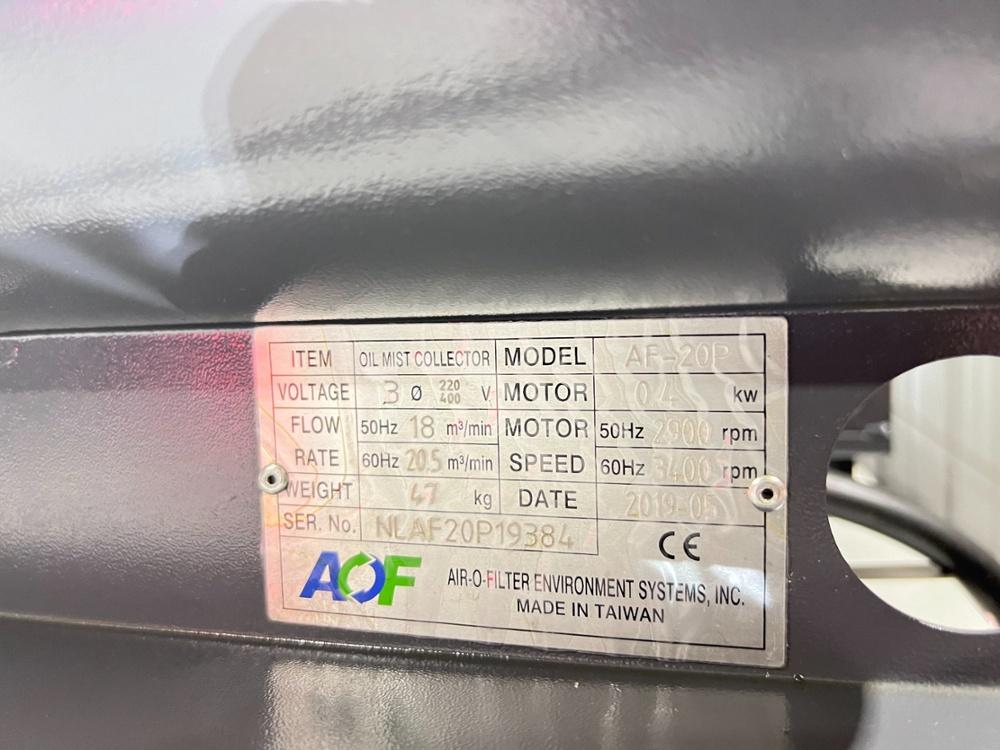 ITEM OIL MIST COLLECTOR MODEL AF-20P
VOLTAGE 3 Ø 220 400 V MOTOR 0.4 kw
FLOW RATE 50Hz 18 m³/min MOTOR SPEED 50Hz 2900 rpm
60Hz 20.5 m³/min 60Hz 3400 rpm
WEIGHT 47 kg DATE 2019-05
SER. No. NLAF20P19384 CE
AOF AIR-O-FILTER ENVIRONMENT SYSTEMS, INC.
MADE IN TAIWAN